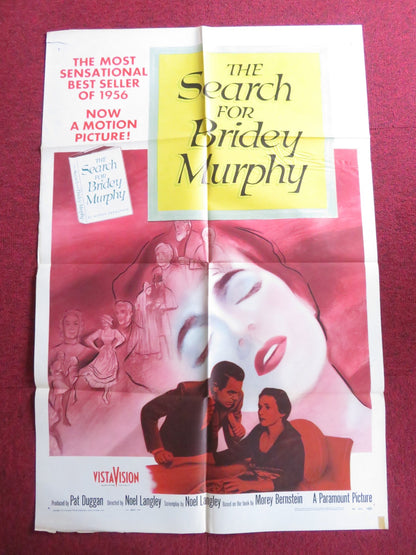 THE MOST
SENSATIONAL
BEST SELLER
OF 1956
NOW
A MOTION
PICTURE!
THE
Search
FOR
Bridey
Murphy
THE
Search
FOR
Bridey
Murphy
VISTAVISION
Produced by Pat Duggan Directed by Noel Langley Screenplay by Noel Langley Based on the book by Morey Bernstein A Paramount Picture